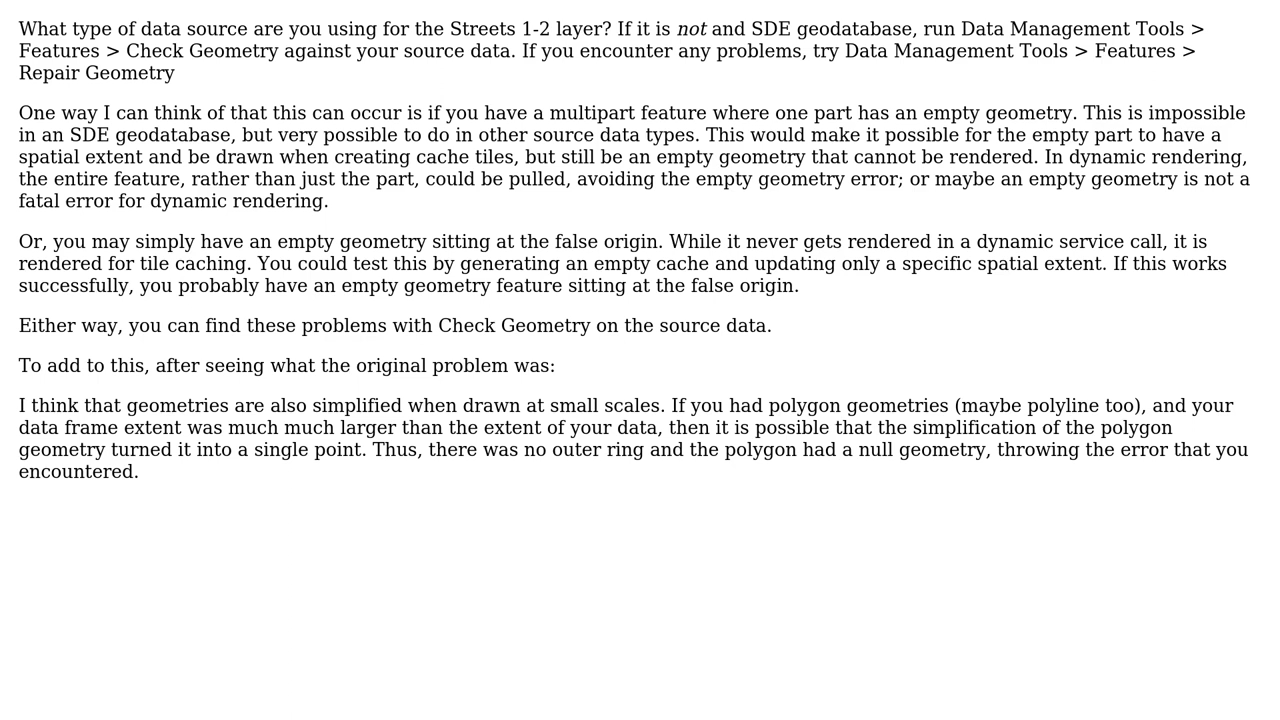 What type of data source are you using for the Streets 1-2 layer? If it is not and SDE geodatabase, run Data Management Tools >
Features > Check Geometry against your source data. If you encounter any problems, try Data Management Tools > Features >
Repair Geometry
One way I can think of that this can occur is if you have a multipart feature where one part has an empty geometry. This is impossible
in an SDE geodatabase, but very possible to do in other source data types. This would make it possible for the empty part to have a
spatial extent and be drawn when creating cache tiles, but still be an empty geometry that cannot be rendered. In dynamic rendering,
the entire feature, rather than just the part, could be pulled, avoiding the empty geometry error; or maybe an empty geometry is not a
fatal error for dynamic rendering.
Or, you may simply have an empty geometry sitting at the false origin. While it never gets rendered in a dynamic service call, it is
rendered for tile caching. You could test this by generating an empty cache and updating only a specific spatial extent. If this works
successfully, you probably have an empty geometry feature sitting at the false origin.
Either way, you can find these problems with Check Geometry on the source data.
To add to this, after seeing what the original problem was:
I think that geometries are also simplified when drawn at small scales. If you had polygon geometries (maybe polyline too), and your
data frame extent was much much larger than the extent of your data, then it is possible that the simplification of the polygon
geometry turned it into a single point. Thus, there was no outer ring and the polygon had a null geometry, throwing the error that you
encountered.